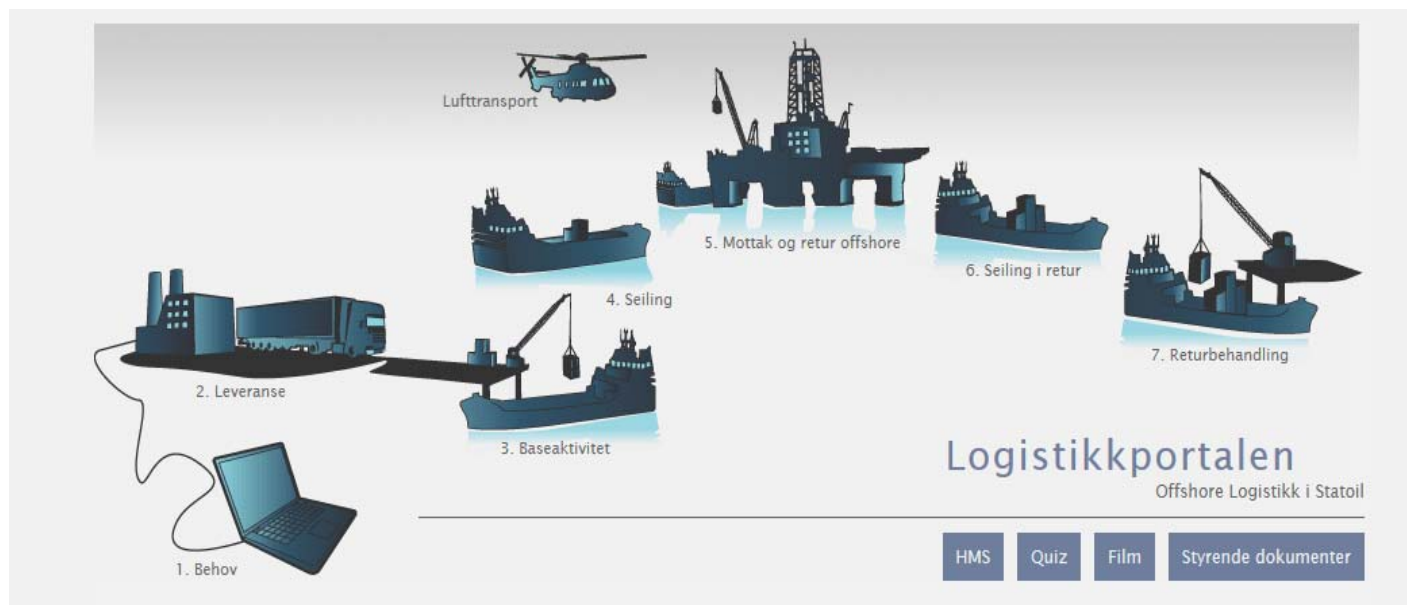 Lufttransport
5. Mottak og retur offshore
6. Seiling i retur
4. Seiling
7. Returbehandling
2. Leveranse
3. Baseaktivitet
1. Behov
Logistikkportalen
Offshore Logistikk i Statoil
HMS Quiz Film Styrende dokumenter